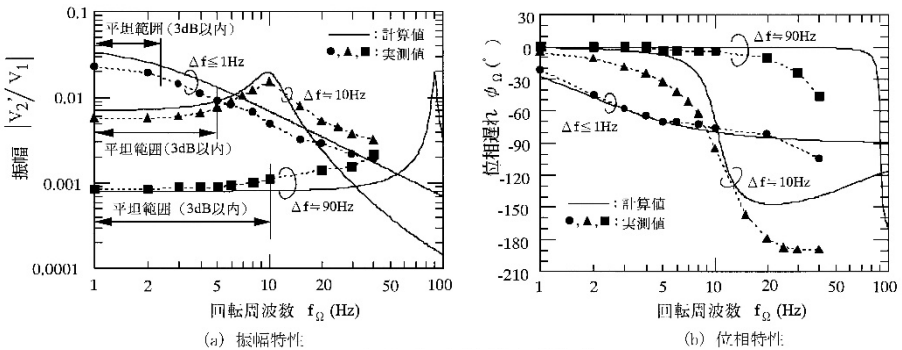 (a)
0.1
0.01
0.001
0.0001
振幅 |V₂'/V₁|
平坦範囲(3dB以内)
Δf≦1Hz
:計算値
●,▲,■:実測値
Δf≒10Hz
平坦範囲(3dB以内)
Δf≒90Hz
平坦範囲(3dB以内)
1 2 5 10 20 50 100
回転周波数 fΩ (Hz)
(a) 振幅特性
(b)
30
0
-30
-60
-90
-120
-150
-180
-210
位相遅れ φΩ (°)
Δf≒90Hz
Δf≦1Hz
Δf≒10Hz
:計算値
●,▲,■:実測値
1 2 5 10 20 50 100
回転周波数 fΩ (Hz)
(b) 位相特性